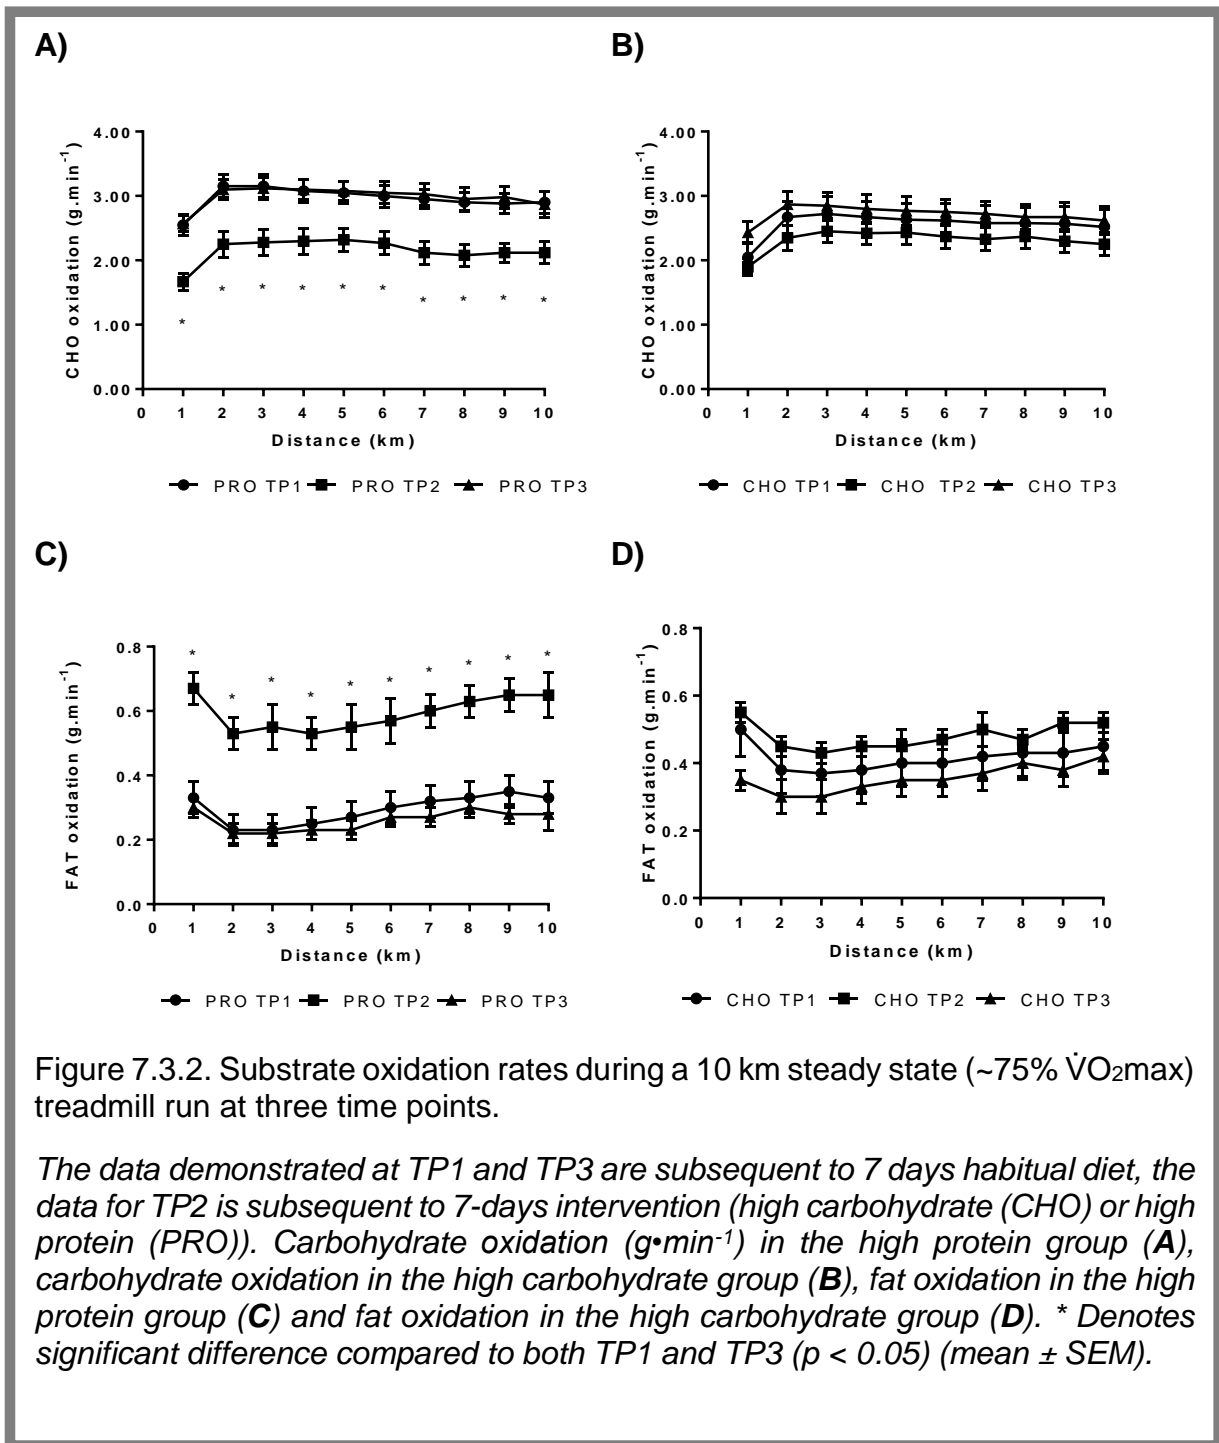 A)
B)
CHO oxidation (g.min-1)
4.00
3.00
2.00
1.00
0.00
* * * * * * * * * *
0 1 2 3 4 5 6 7 8 9 10
Distance (km)
PRO TP1 PRO TP2 PRO TP3
CHO oxidation (g.min-1)
4.00
3.00
2.00
1.00
0.00
0 1 2 3 4 5 6 7 8 9 10
Distance (km)
CHO TP1 CHO TP2 CHO TP3
C)
D)
FAT oxidation (g.min-1)
0.8
0.6
0.4
0.2
0.0
* * * * * * * * * *
0 1 2 3 4 5 6 7 8 9 10
Distance (km)
PRO TP1 PRO TP2 PRO TP3
FAT oxidation (g.min-1)
0.8
0.6
0.4
0.2
0.0
0 1 2 3 4 5 6 7 8 9 10
Distance (km)
CHO TP1 CHO TP2 CHO TP3
Figure 7.3.2. Substrate oxidation rates during a 10 km steady state (~75% V̇O2max)
treadmill run at three time points.
The data demonstrated at TP1 and TP3 are subsequent to 7 days habitual diet, the
data for TP2 is subsequent to 7-days intervention (high carbohydrate (CHO) or high
protein (PRO)). Carbohydrate oxidation (g•min-1) in the high protein group (A),
carbohydrate oxidation in the high carbohydrate group (B), fat oxidation in the high
protein group (C) and fat oxidation in the high carbohydrate group (D). * Denotes
significant difference compared to both TP1 and TP3 (p < 0.05) (mean ± SEM).